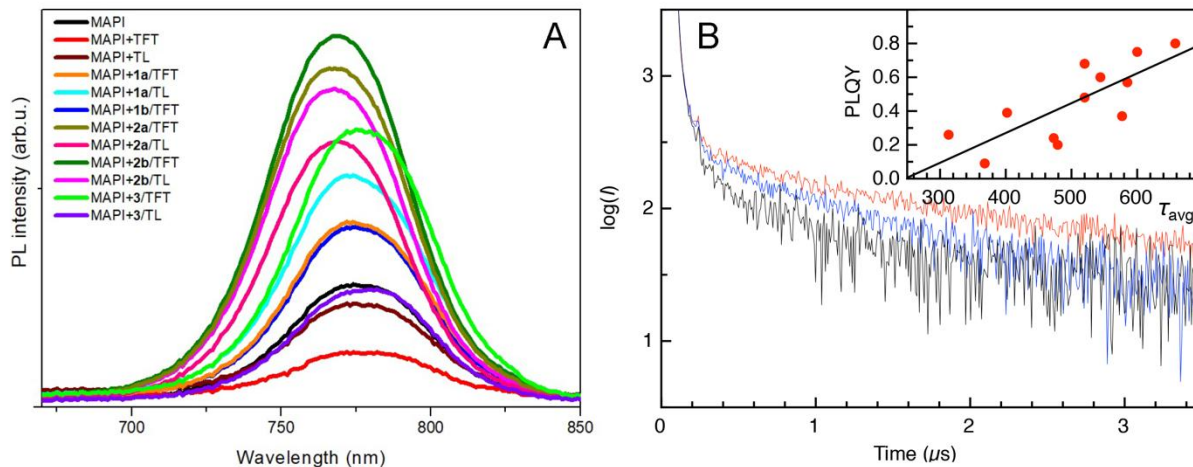 A
MAPI
MAPI+TFT
MAPI+TL
MAPI+1a/TFT
MAPI+1a/TL
MAPI+1b/TFT
MAPI+2a/TFT
MAPI+2a/TL
MAPI+2b/TFT
MAPI+2b/TL
MAPI+3/TFT
MAPI+3/TL
PL intensity (arb.u.)
700
750
800
850
Wavelength (nm)
B
3
2
1
log(I)
1
2
3
Time (μs)
0.8
0.6
0.4
0.2
0.0
PLQY
300
400
500
600
τavg